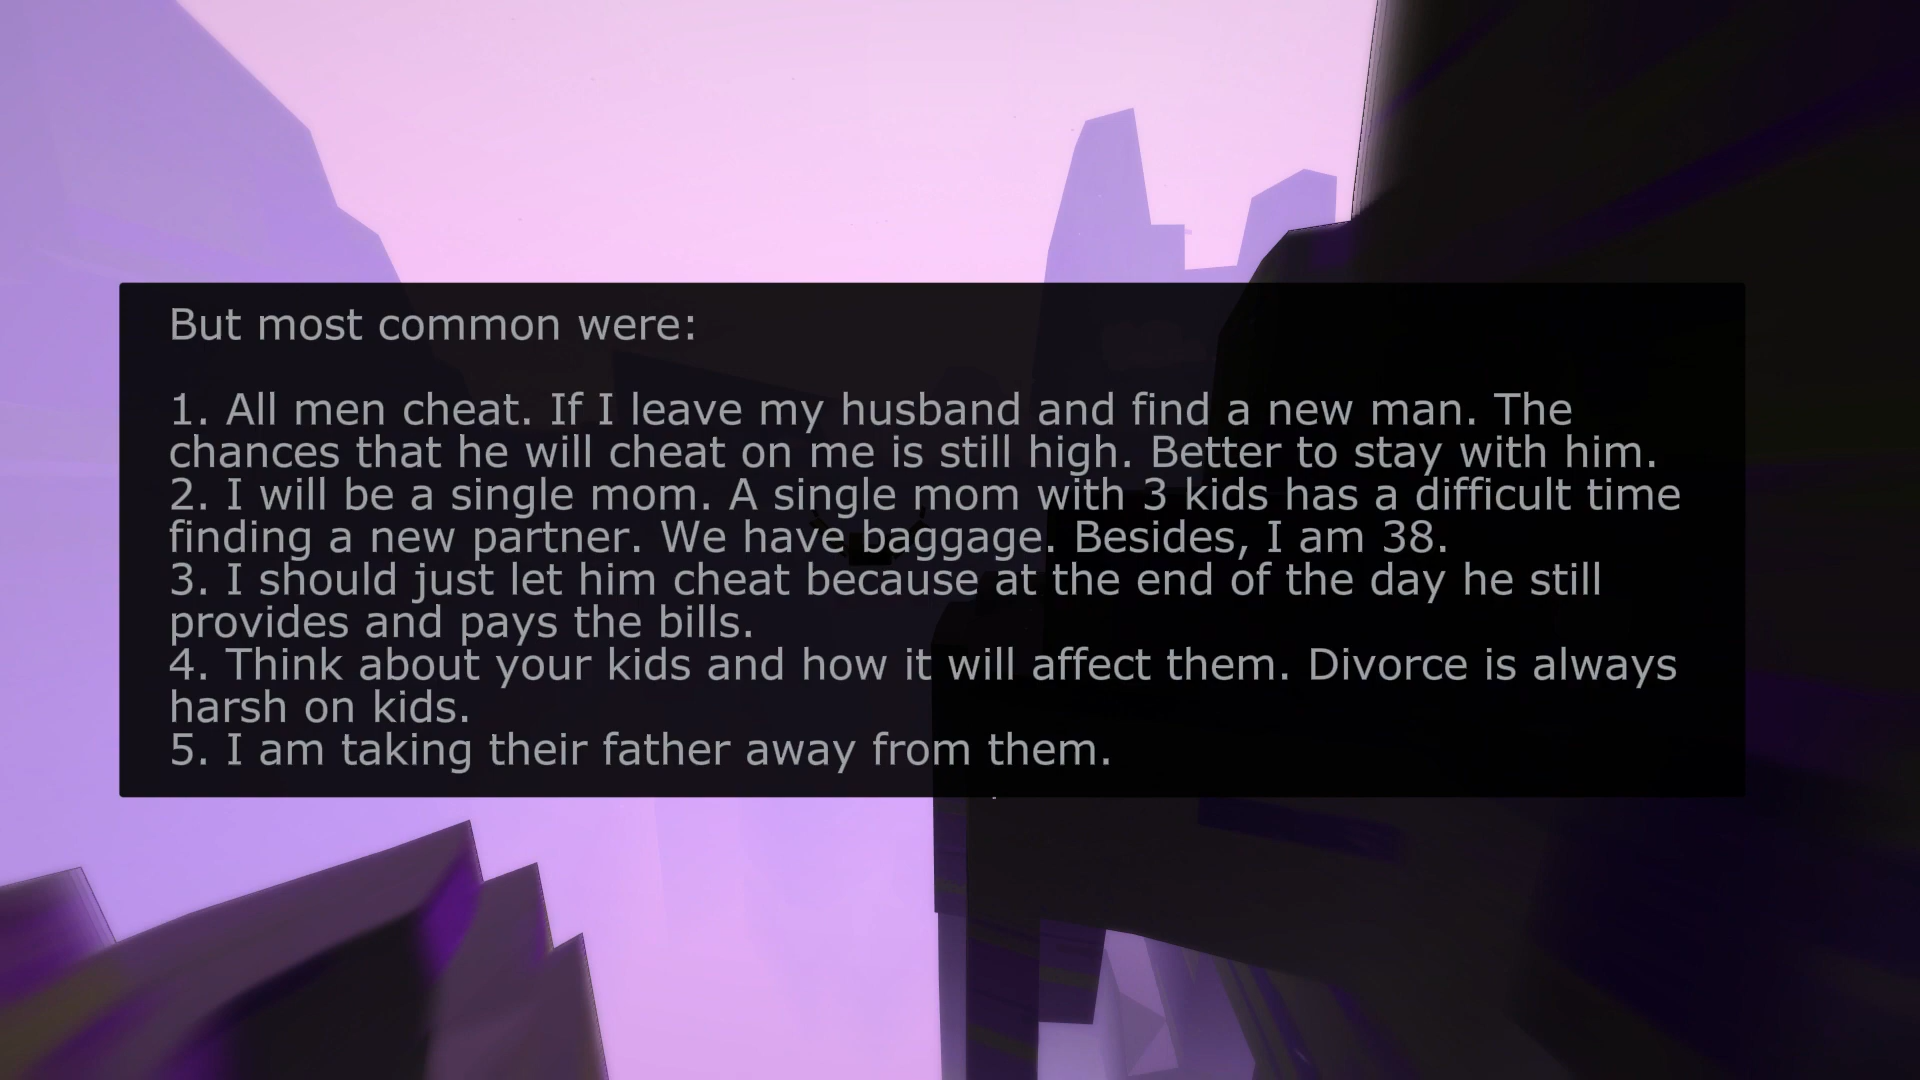 But most common were:
1. All men cheat. If I leave my husband and find a new man. The
chances that he will cheat on me is still high. Better to stay with him.
2. I will be a single mom. A single mom with 3 kids has a difficult time
finding a new partner. We have baggage. Besides, I am 38.
3. I should just let him cheat because at the end of the day he still
provides and pays the bills.
4. Think about your kids and how it will affect them. Divorce is always
harsh on kids.
5. I am taking their father away from them.